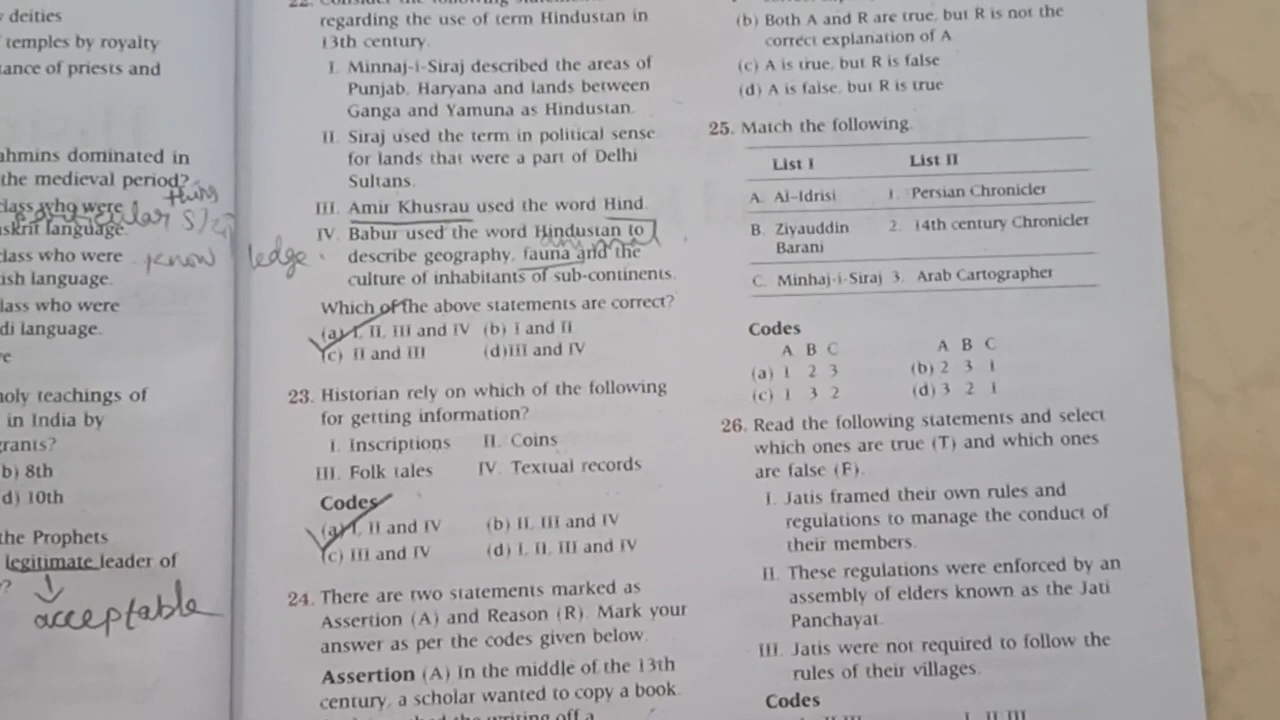 deities
temples by royalty
tance of priests and
ahmins dominated in
the medieval period?
thing
class who were
particular
skrit language.
lass who were
know ledge
ish language.
lass who were
di language.
holy teachings of
in India by
grants?
b) 8th
d) 10th
the Prophets
legitimate leader of
?
acceptable
regarding the use of term Hindustan in
13th century.
I. Minnaj-i-Siraj described the areas of
Punjab, Haryana and lands between
Ganga and Yamuna as Hindustan.
II. Siraj used the term in political sense
for lands that were a part of Delhi
Sultans.
III. Amir Khusrau used the word Hind.
IV. Babur used the word Hindustan to
animal
describe geography, fauna and the
culture of inhabitants of sub-continents.
Which of the above statements are correct?
(a) I, II, III and IV (b) I and II
(c) II and III (d) III and IV
23. Historian rely on which of the following
for getting information?
I. Inscriptions II. Coins
III. Folk tales IV. Textual records
Codes
(a) I, II and IV (b) II, III and IV
(c) III and IV (d) I, II, III and IV
24. There are two statements marked as
Assertion (A) and Reason (R). Mark your
answer as per the codes given below.
Assertion (A) In the middle of the 13th
century, a scholar wanted to copy a book.
the writing off a
(b) Both A and R are true, but R is not the
correct explanation of A
(c) A is true, but R is false
(d) A is false, but R is true
25. Match the following.
List I List II
A. Al-Idrisi 1. Persian Chronicler
B. Ziyauddin 2. 14th century Chronicler
Barani
C. Minhaj-i-Siraj 3. Arab Cartographer
Codes
A B C A B C
(a) 1 2 3 (b) 2 3 1
(c) 1 3 2 (d) 3 2 1
26. Read the following statements and select
which ones are true (T) and which ones
are false (F).
I. Jatis framed their own rules and
regulations to manage the conduct of
their members.
II. These regulations were enforced by an
assembly of elders known as the Jati
Panchayat.
III. Jatis were not required to follow the
rules of their villages.
Codes